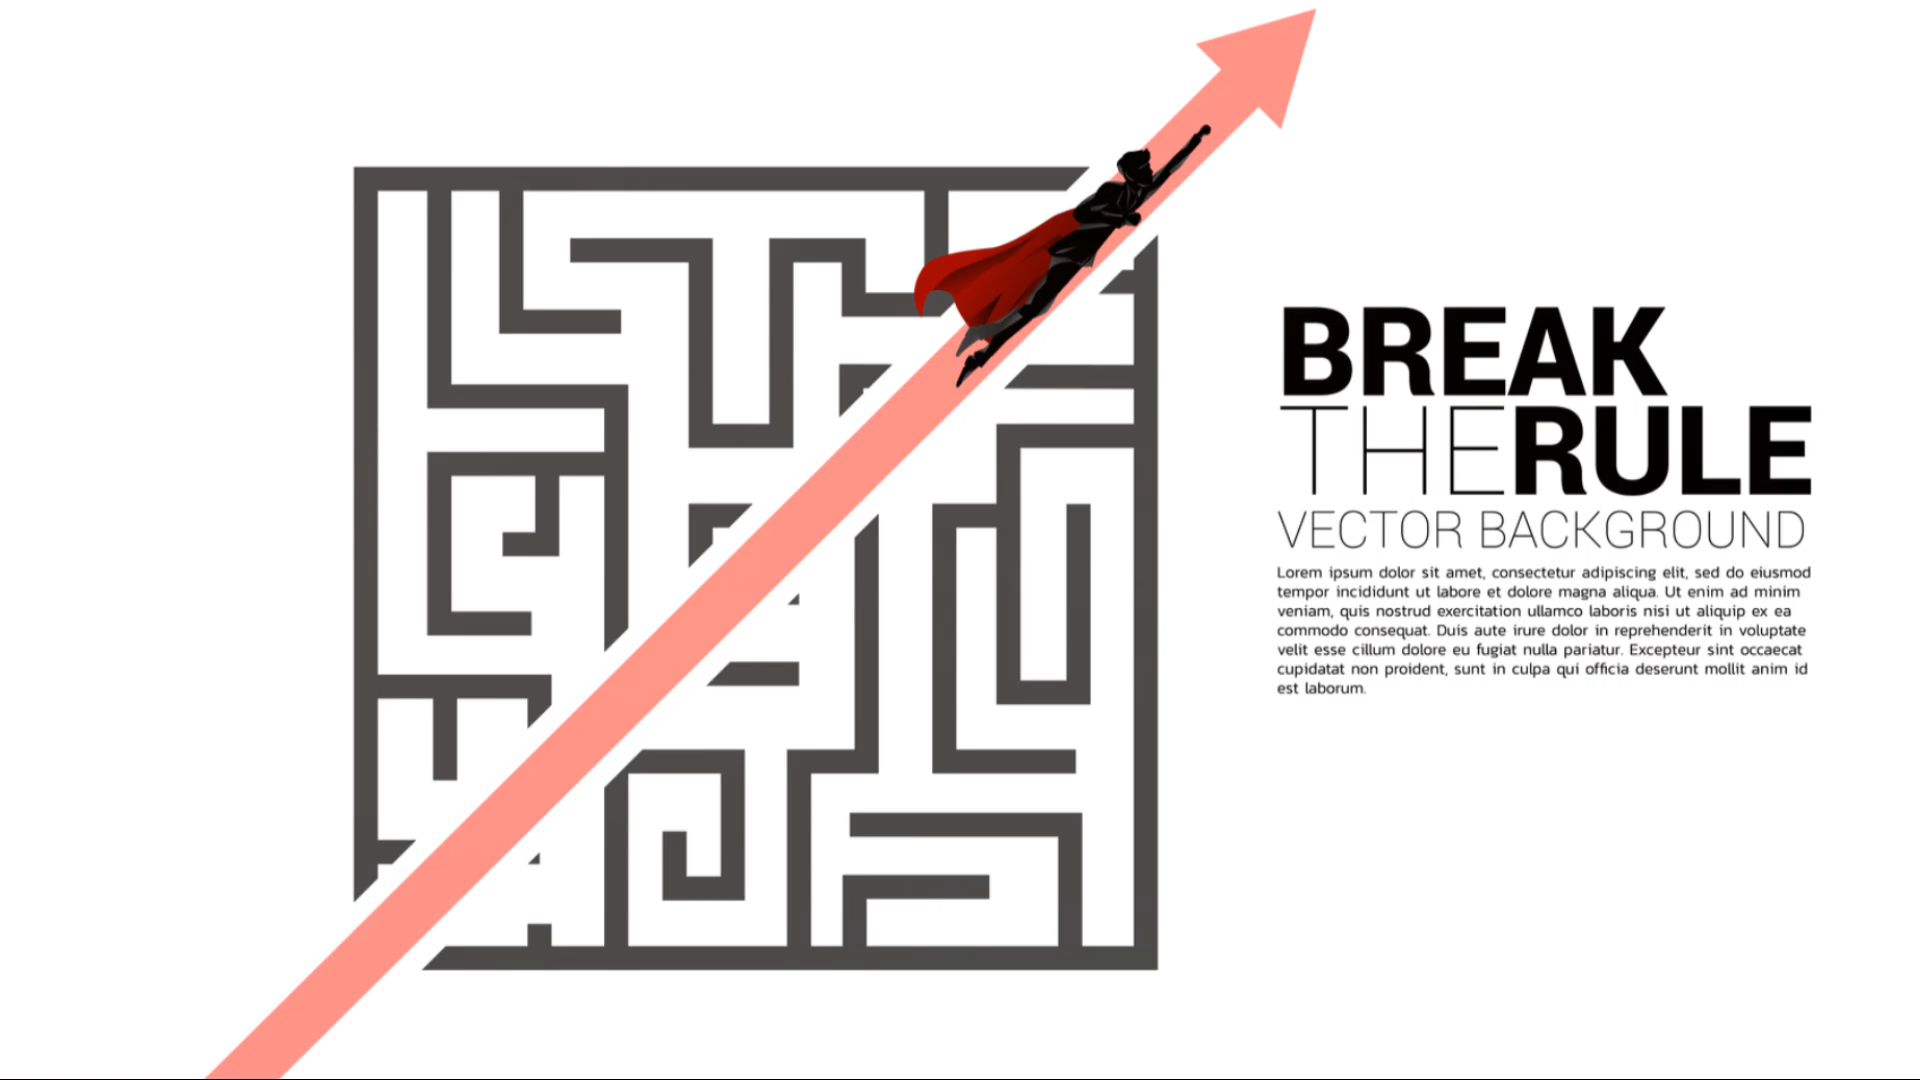 BREAK
THERULE
VECTOR BACKGROUND
Lorem ipsum dolor sit amet, consectetur adipiscing elit, sed do eiusmod
tempor incididunt ut labore et dolore magna aliqua. Ut enim ad minim
veniam, quis nostrud exercitation ullamco laboris nisi ut aliquip ex ea
commodo consequat. Duis aute irure dolor in reprehenderit in voluptate
velit esse cillum dolore eu fugiat nulla pariatur. Excepteur sint occaecat
cupidatat non proident, sunt in culpa qui officia deserunt mollit anim id
est laborum.